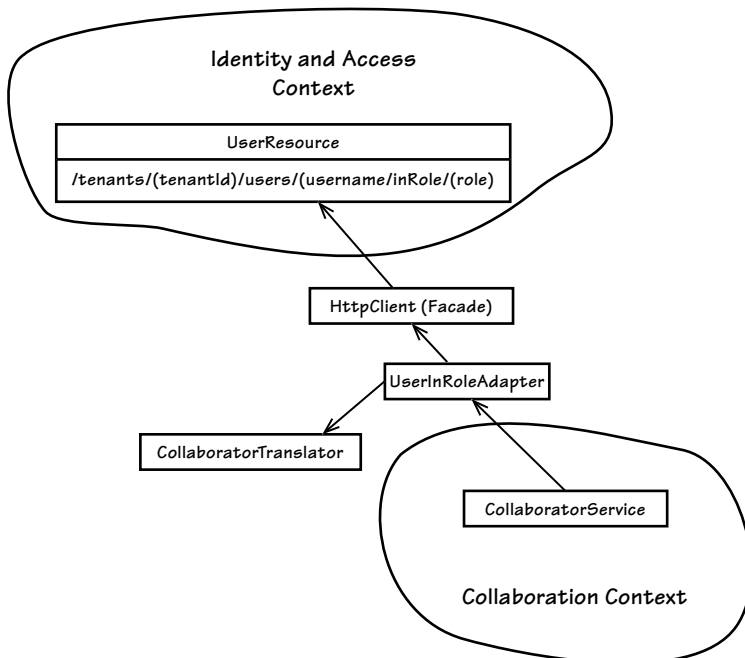 Identity and Access
Context
UserResource
/tenants/(tenantId)/users/(username/inRole/(role)
HttpClient (Facade)
UserInRoleAdapter
CollaboratorTranslator
CollaboratorService
Collaboration Context